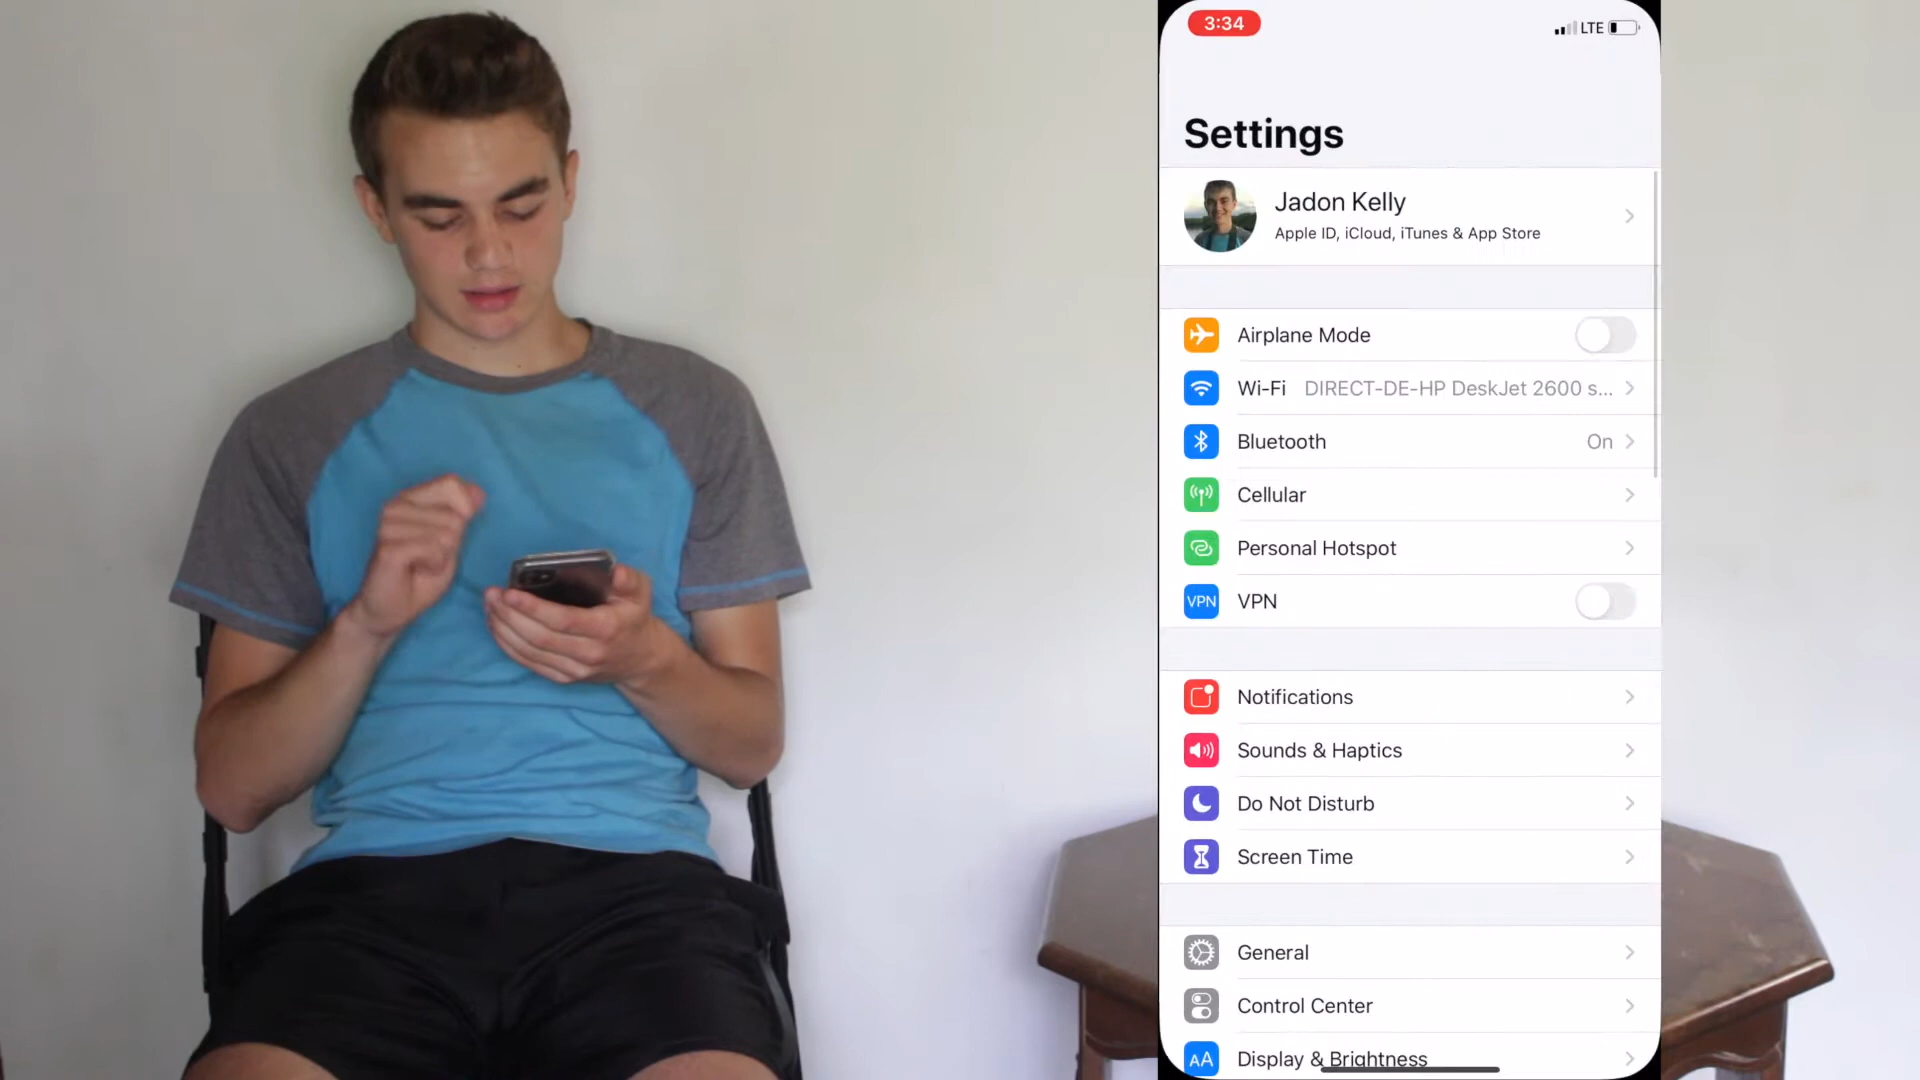 3:34
LTE
Settings
Jadon Kelly
Apple ID, iCloud, iTunes & App Store
Airplane Mode
Wi-Fi DIRECT-DE-HP DeskJet 2600 s...
Bluetooth On
Cellular
Personal Hotspot
VPN VPN
Notifications
Sounds & Haptics
Do Not Disturb
Screen Time
General
Control Center
AA Display & Brightness